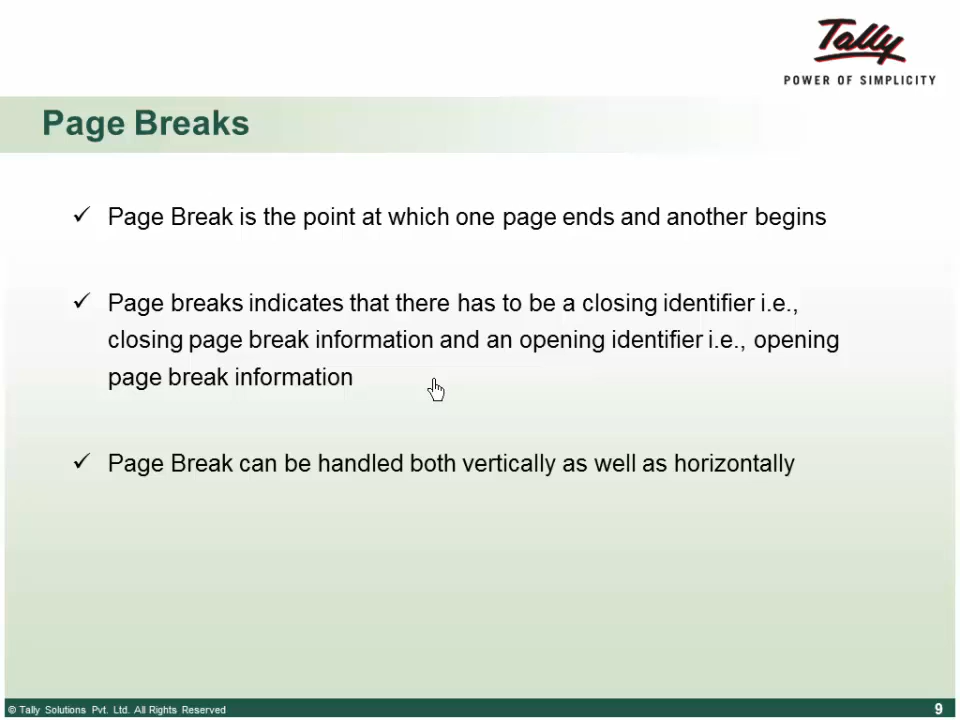 Tally
POWER OF SIMPLICITY
Page Breaks
✓ Page Break is the point at which one page ends and another begins
✓ Page breaks indicates that there has to be a closing identifier i.e.,
closing page break information and an opening identifier i.e., opening
page break information
✓ Page Break can be handled both vertically as well as horizontally
© Tally Solutions Pvt. Ltd. All Rights Reserved
9